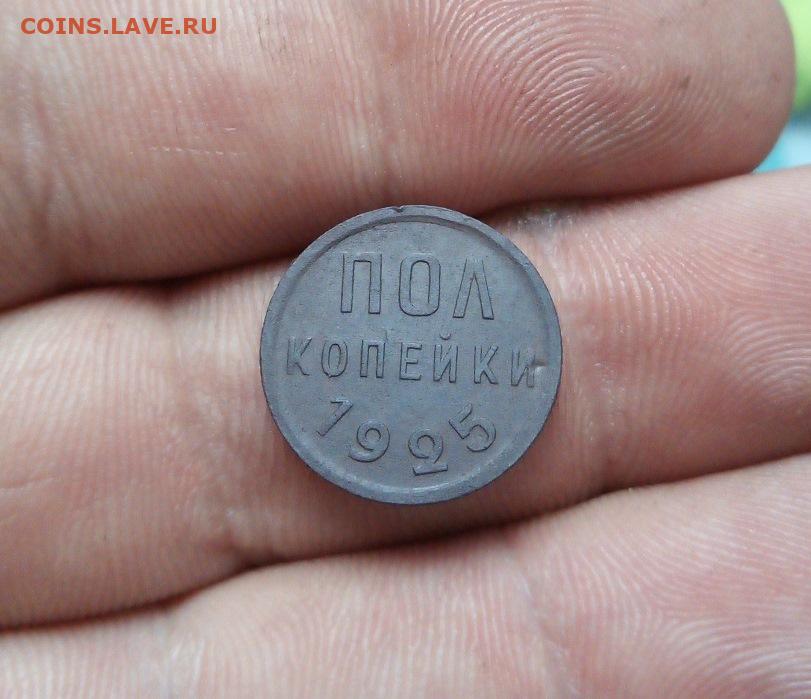 COINS.LAVE.RU
ПОЛ
КОПЕЙКИ
1925